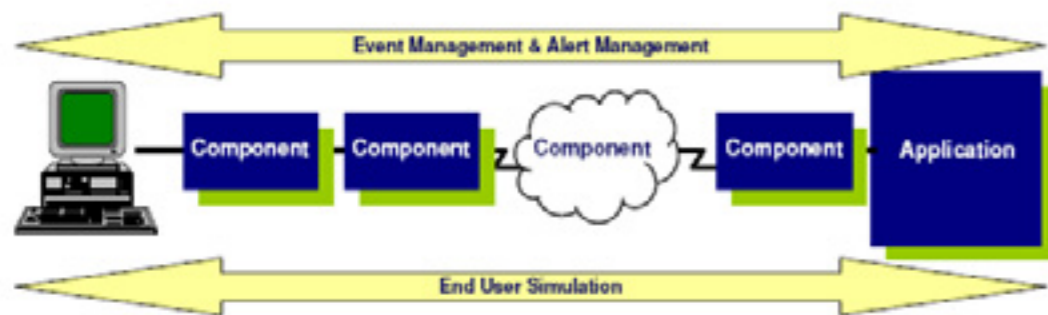 Event Management & Alert Management
Component
Component
Component
Component
Application
End User Simulation